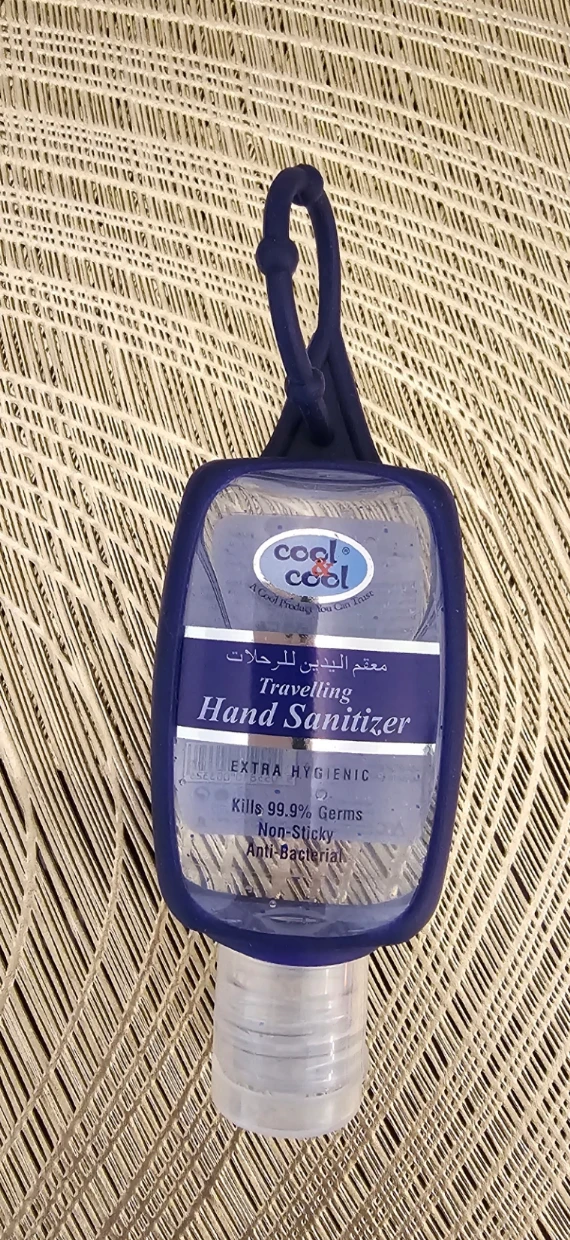 cool®
&
cool
A Cool Product You Can Trust
معقم اليدين للرحلات
Travelling
Hand Sanitizer
EXTRA HYGIENIC
Kills 99.9% Germs
Non-Sticky
Anti-Bacterial